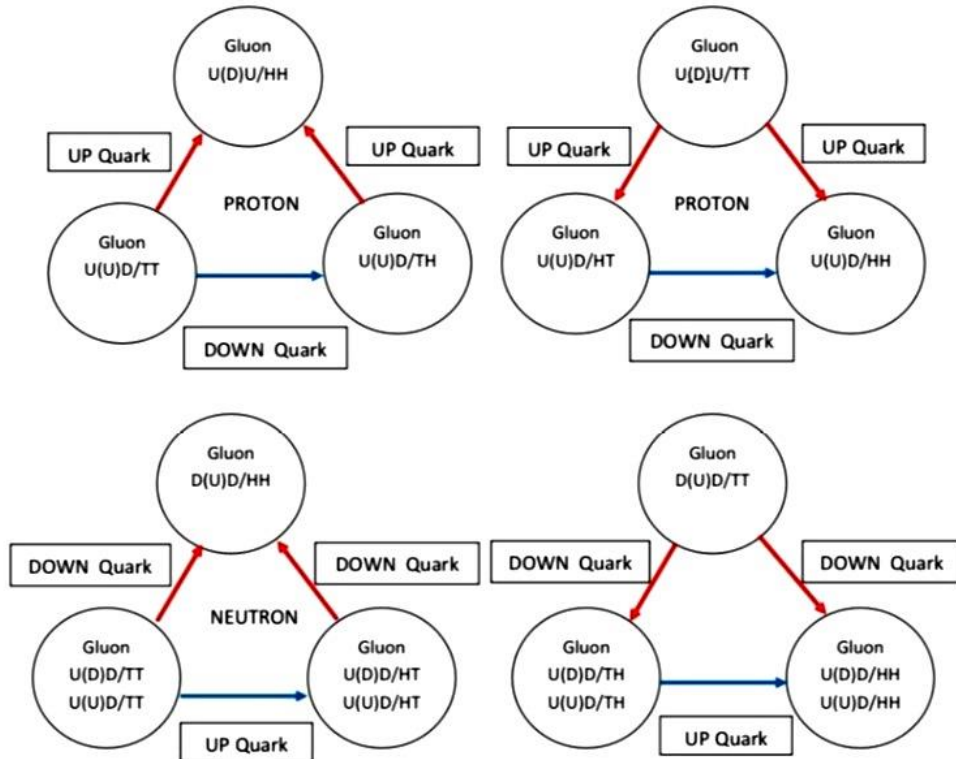 Gluon
U(D)U/HH
UP Quark
UP Quark
PROTON
Gluon
U(U)D/TT
Gluon
U(U)D/TH
DOWN Quark
Gluon
U(D)U/TT
UP Quark
UP Quark
PROTON
Gluon
U(U)D/HT
Gluon
U(U)D/HH
DOWN Quark
Gluon
D(U)D/HH
DOWN Quark
DOWN Quark
NEUTRON
Gluon
U(D)D/TT
U(U)D/TT
Gluon
U(D)D/HT
U(U)D/HT
UP Quark
Gluon
D(U)D/TT
DOWN Quark
DOWN Quark
Gluon
U(D)D/TH
U(U)D/TH
Gluon
U(D)D/HH
U(U)D/HH
UP Quark